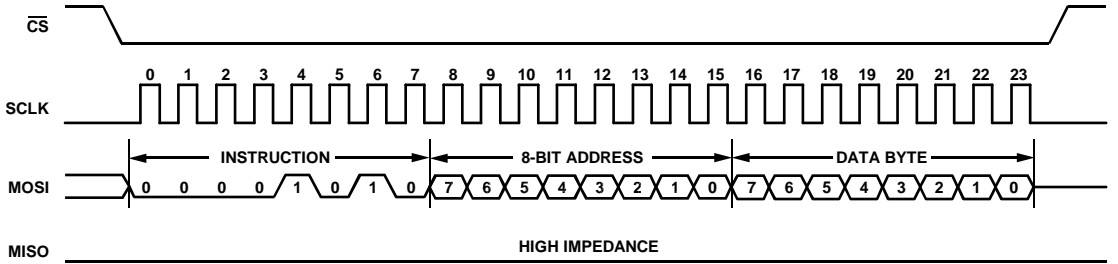 CS
0 1 2 3 4 5 6 7 8 9 10 11 12 13 14 15 16 17 18 19 20 21 22 23
SCLK
INSTRUCTION 8-BIT ADDRESS DATA BYTE
MOSI 0 0 0 0 1 0 1 0 7 6 5 4 3 2 1 0 7 6 5 4 3 2 1 0
HIGH IMPEDANCE
MISO